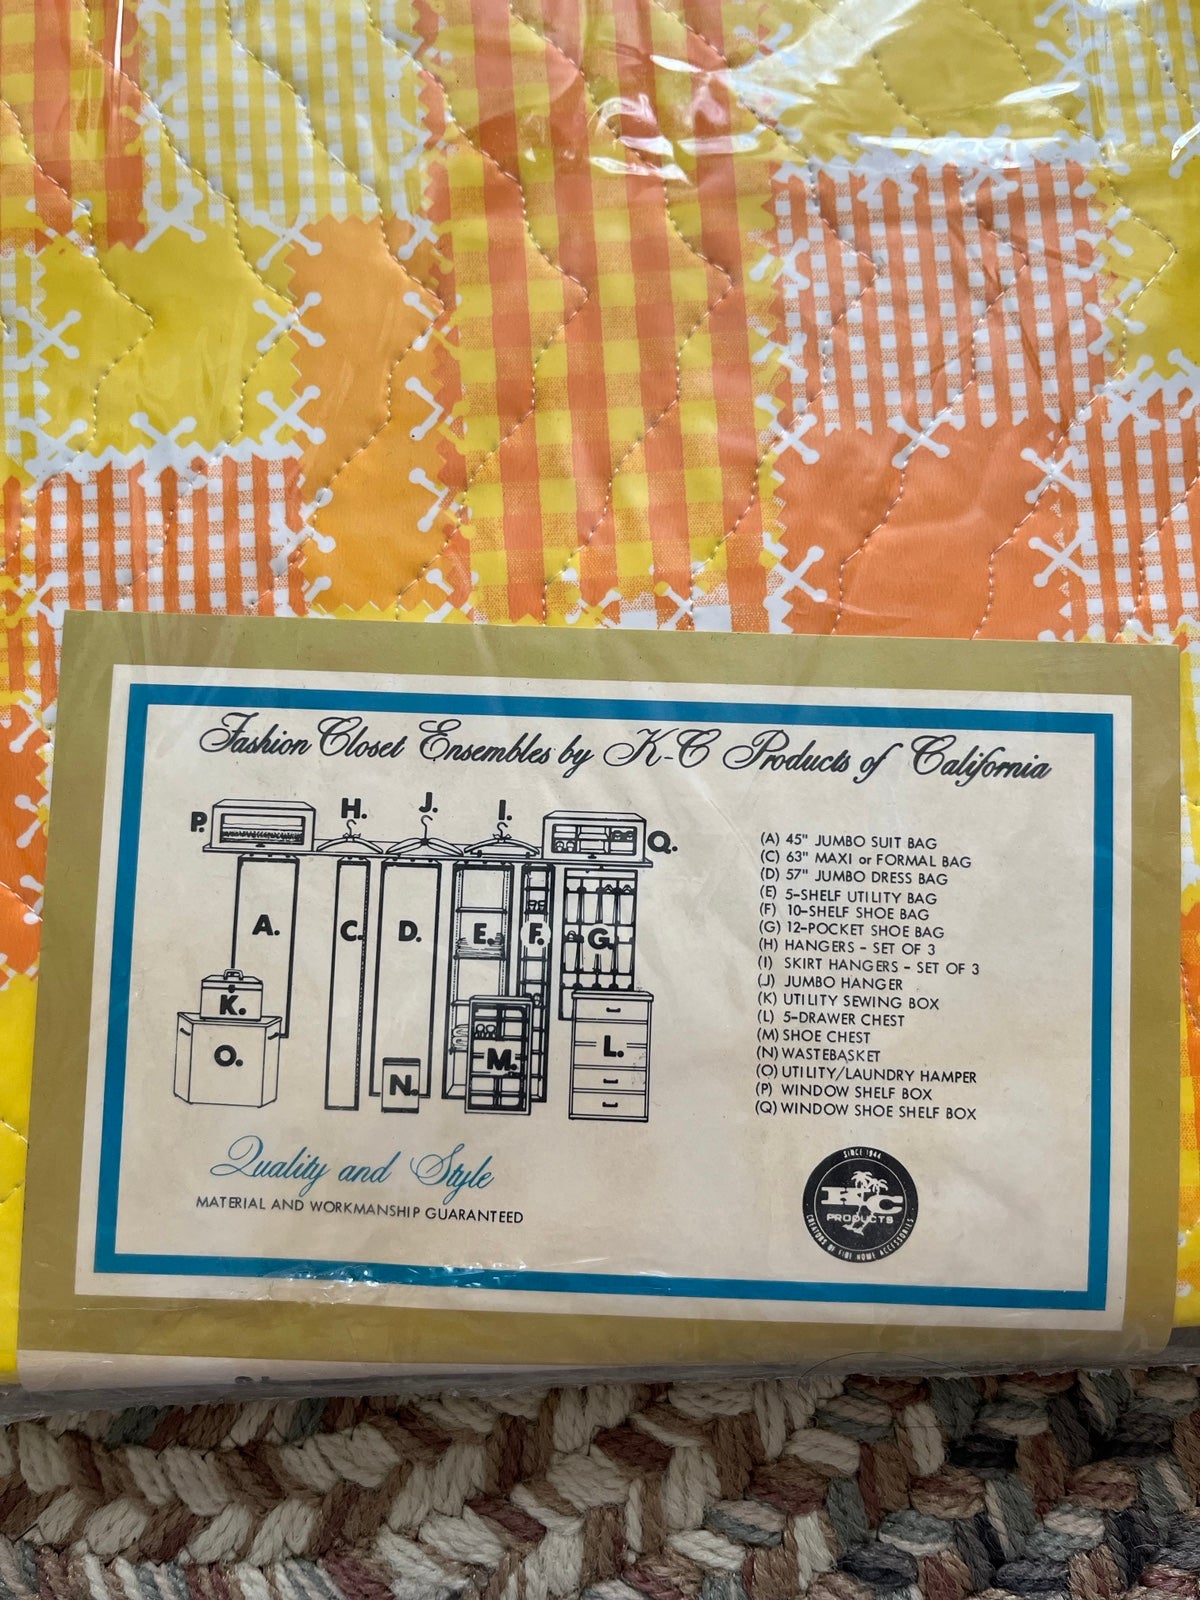 Fashion Closet Ensembles by K-C Products of California
P.
H.
J.
I.
Q.
A.
C.
D.
E.
F.
G.
K.
O.
N.
M.
L.
(A) 45" JUMBO SUIT BAG
(C) 63" MAXI or FORMAL BAG
(D) 57" JUMBO DRESS BAG
(E) 5-SHELF UTILITY BAG
(F) 10-SHELF SHOE BAG
(G) 12-POCKET SHOE BAG
(H) HANGERS - SET OF 3
(I) SKIRT HANGERS - SET OF 3
(J) JUMBO HANGER
(K) UTILITY SEWING BOX
(L) 5-DRAWER CHEST
(M) SHOE CHEST
(N) WASTEBASKET
(O) UTILITY/LAUNDRY HAMPER
(P) WINDOW SHELF BOX
(Q) WINDOW SHOE SHELF BOX
Quality and Style
MATERIAL AND WORKMANSHIP GUARANTEED
SINCE 1944
K-C
PRODUCTS
CREATORS OF FINE HOME ACCESSORIES